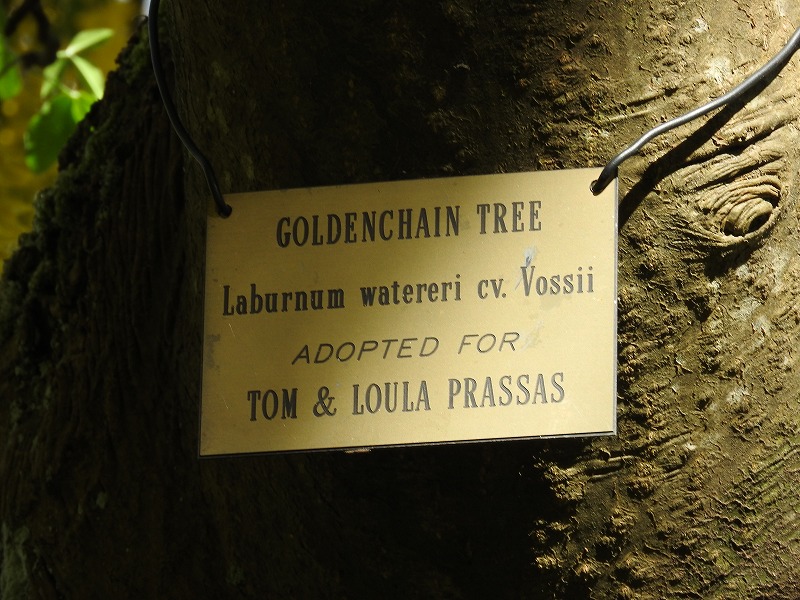 GOLDENCHAIN TREE
Laburnum watereri cv. Vossii
ADOPTED FOR
TOM & LOULA PRASSAS